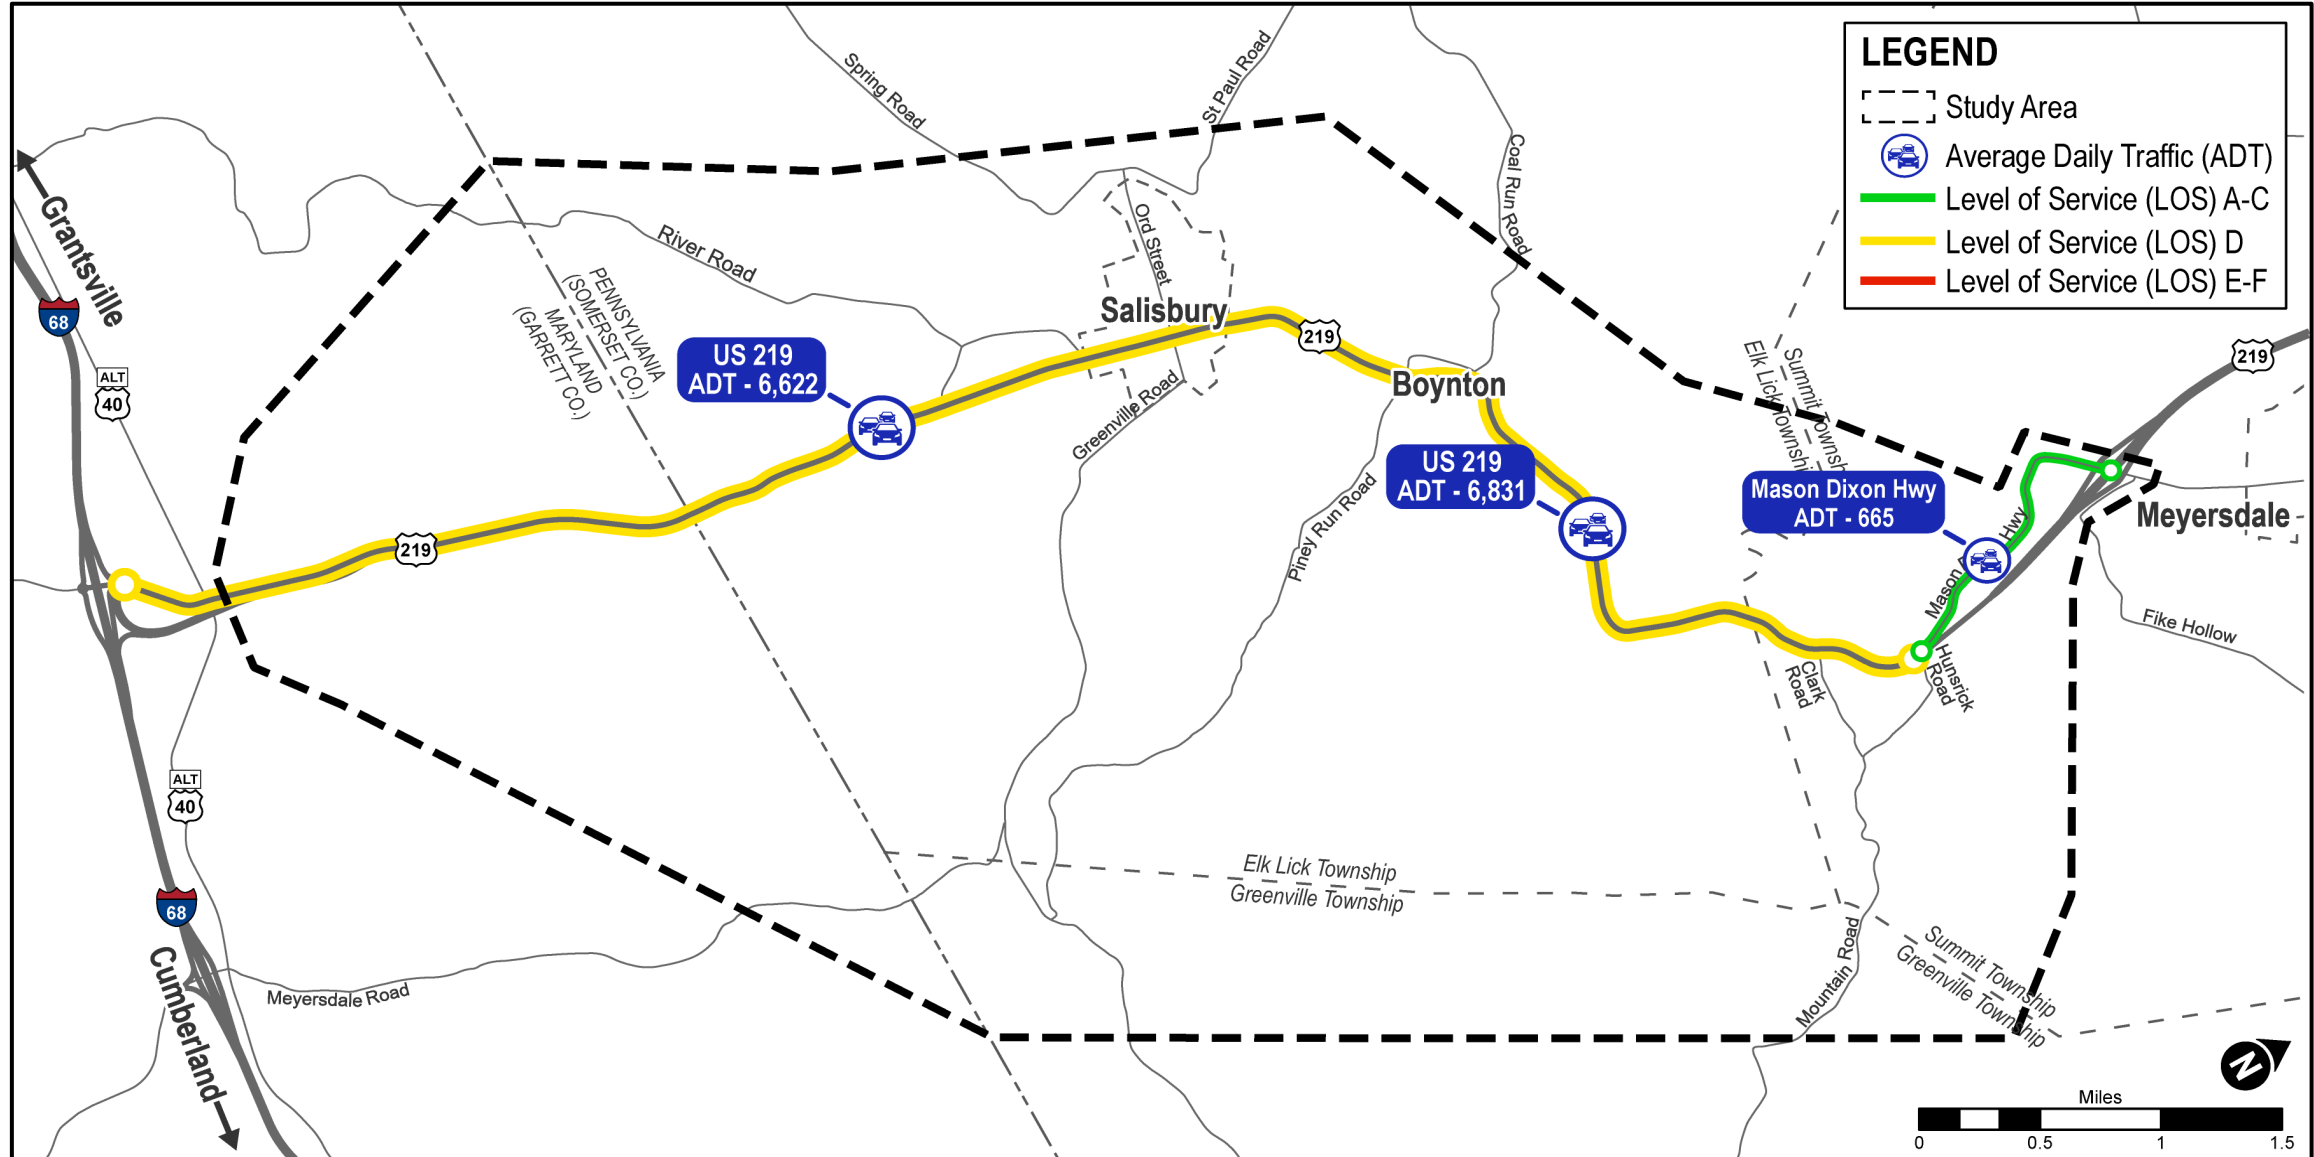 LEGEND
Study Area
Average Daily Traffic (ADT)
Level of Service (LOS) A-C
Level of Service (LOS) D
Level of Service (LOS) E-F
Spring Road
St Paul Road
Coal Run Road
Grantsville
68
ALT
40
River Road
Ord Street
PENNSYLVANIA
(SOMERSET CO.)
MARYLAND
(GARRETT CO.)
Salisbury
219
US 219
ADT - 6,622
Boynton
Greenville Road
Elk Lick Township
Summit Township
219
US 219
ADT - 6,831
Piney Run Road
Mason Dixon Hwy
ADT - 665
Meyersdale
219
Mason
Hwy
Fike Hollow
Hunsrick
Road
Clark
Road
ALT
40
68
Cumberland
Meyersdale Road
Elk Lick Township
Greenville Township
Mountain Road
Summit Township
Greenville Township
N
Miles
0
0.5
1
1.5